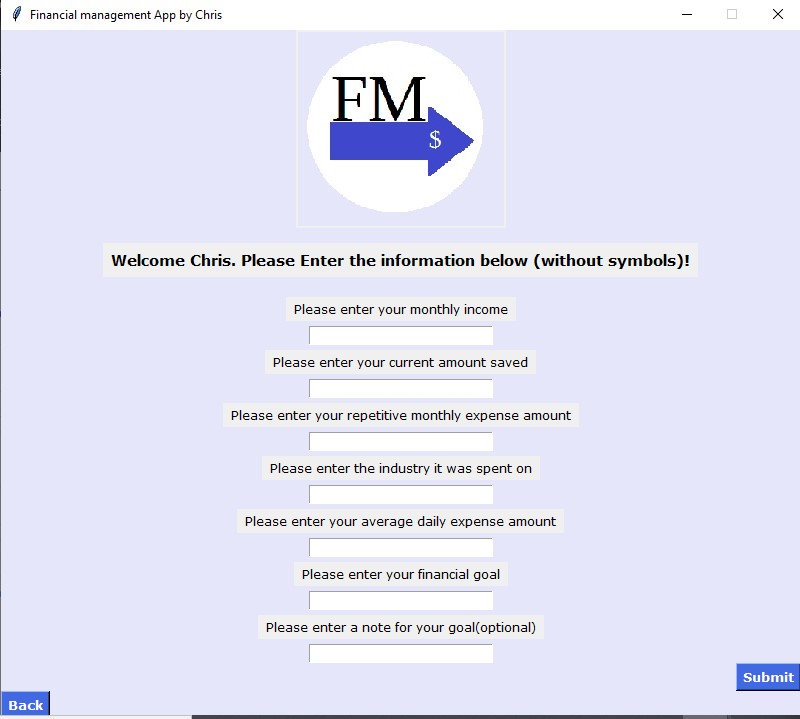 Financial management App by Chris
FM
$
Welcome Chris. Please Enter the information below (without symbols)!
Please enter your monthly income
Please enter your current amount saved
Please enter your repetitive monthly expense amount
Please enter the industry it was spent on
Please enter your average daily expense amount
Please enter your financial goal
Please enter a note for your goal(optional)
Submit
Back